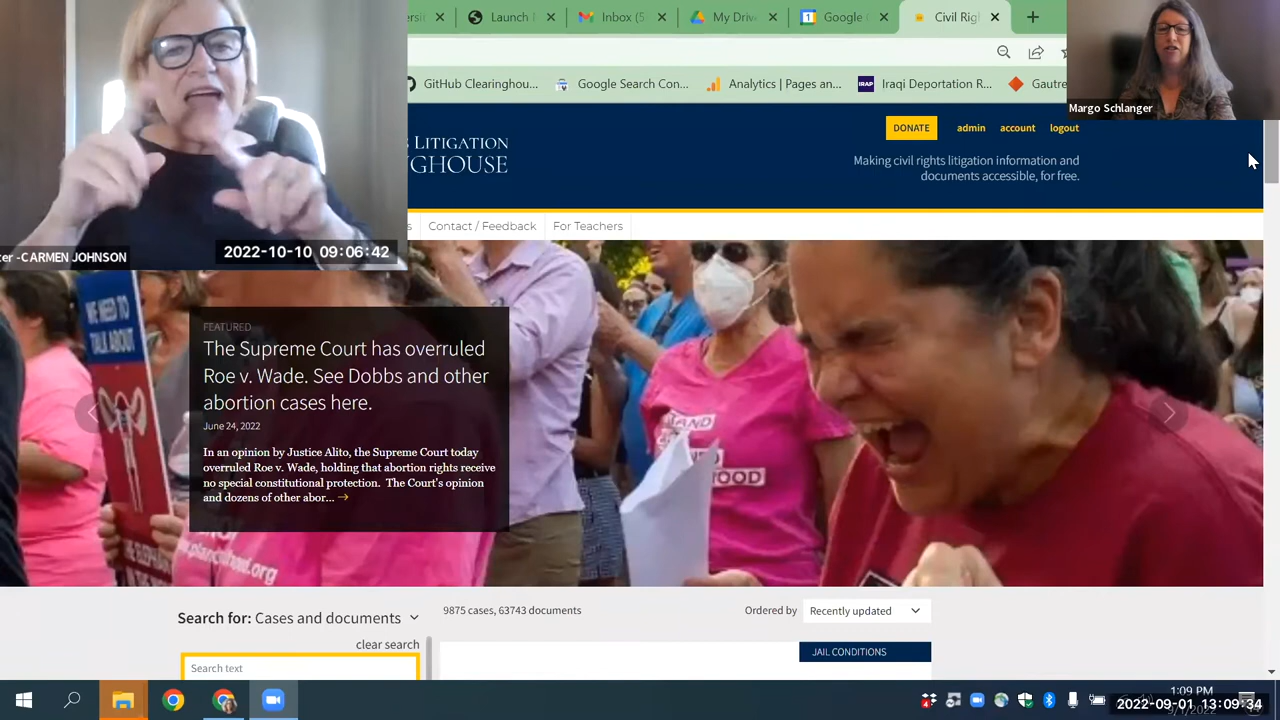 Launch
Inbox (5
My Driv
Google
Civil Rig
GitHub Clearinghou...
Google Search Con...
Analytics | Pages an...
IRAP
Iraqi Deportation R...
Gautre
Margo Schlanger
LITIGATION
GHOUSE
DONATE
admin
account
logout
Making civil rights litigation information and
documents accessible, for free.
Contact / Feedback
For Teachers
2022-10-10 09:06:42
ter -CARMEN JOHNSON
WE NEED TO
TALK ABOUT
FEATURED
The Supreme Court has overruled
Roe v. Wade. See Dobbs and other
abortion cases here.
June 24, 2022
In an opinion by Justice Alito, the Supreme Court today
overruled Roe v. Wade, holding that abortion rights receive
no special constitutional protection. The Court's opinion
and dozens of other abor... →
Search for: Cases and documents
clear search
Search text
9875 cases, 63743 documents
Ordered by
Recently updated
JAIL CONDITIONS
1:09 PM
2022-09-01 13:09:34